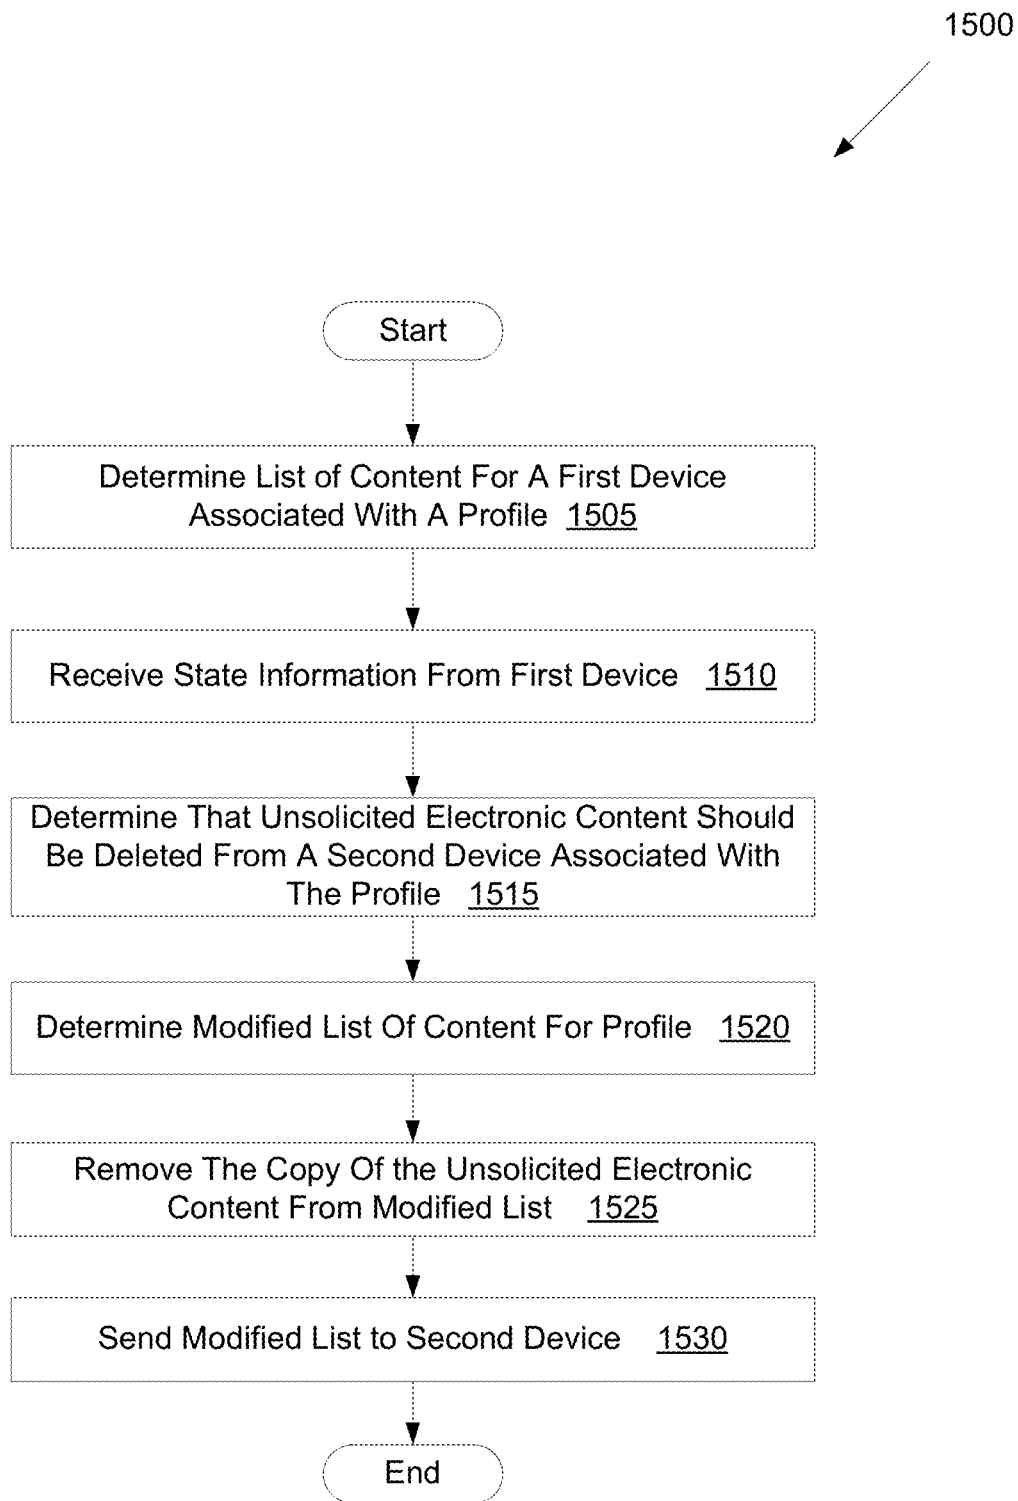 1500
Start
Determine List of Content For A First Device
Associated With A Profile 1505
Receive State Information From First Device 1510
Determine That Unsolicited Electronic Content Should
Be Deleted From A Second Device Associated With
The Profile 1515
Determine Modified List Of Content For Profile 1520
Remove The Copy Of the Unsolicited Electronic
Content From Modified List 1525
Send Modified List to Second Device 1530
End